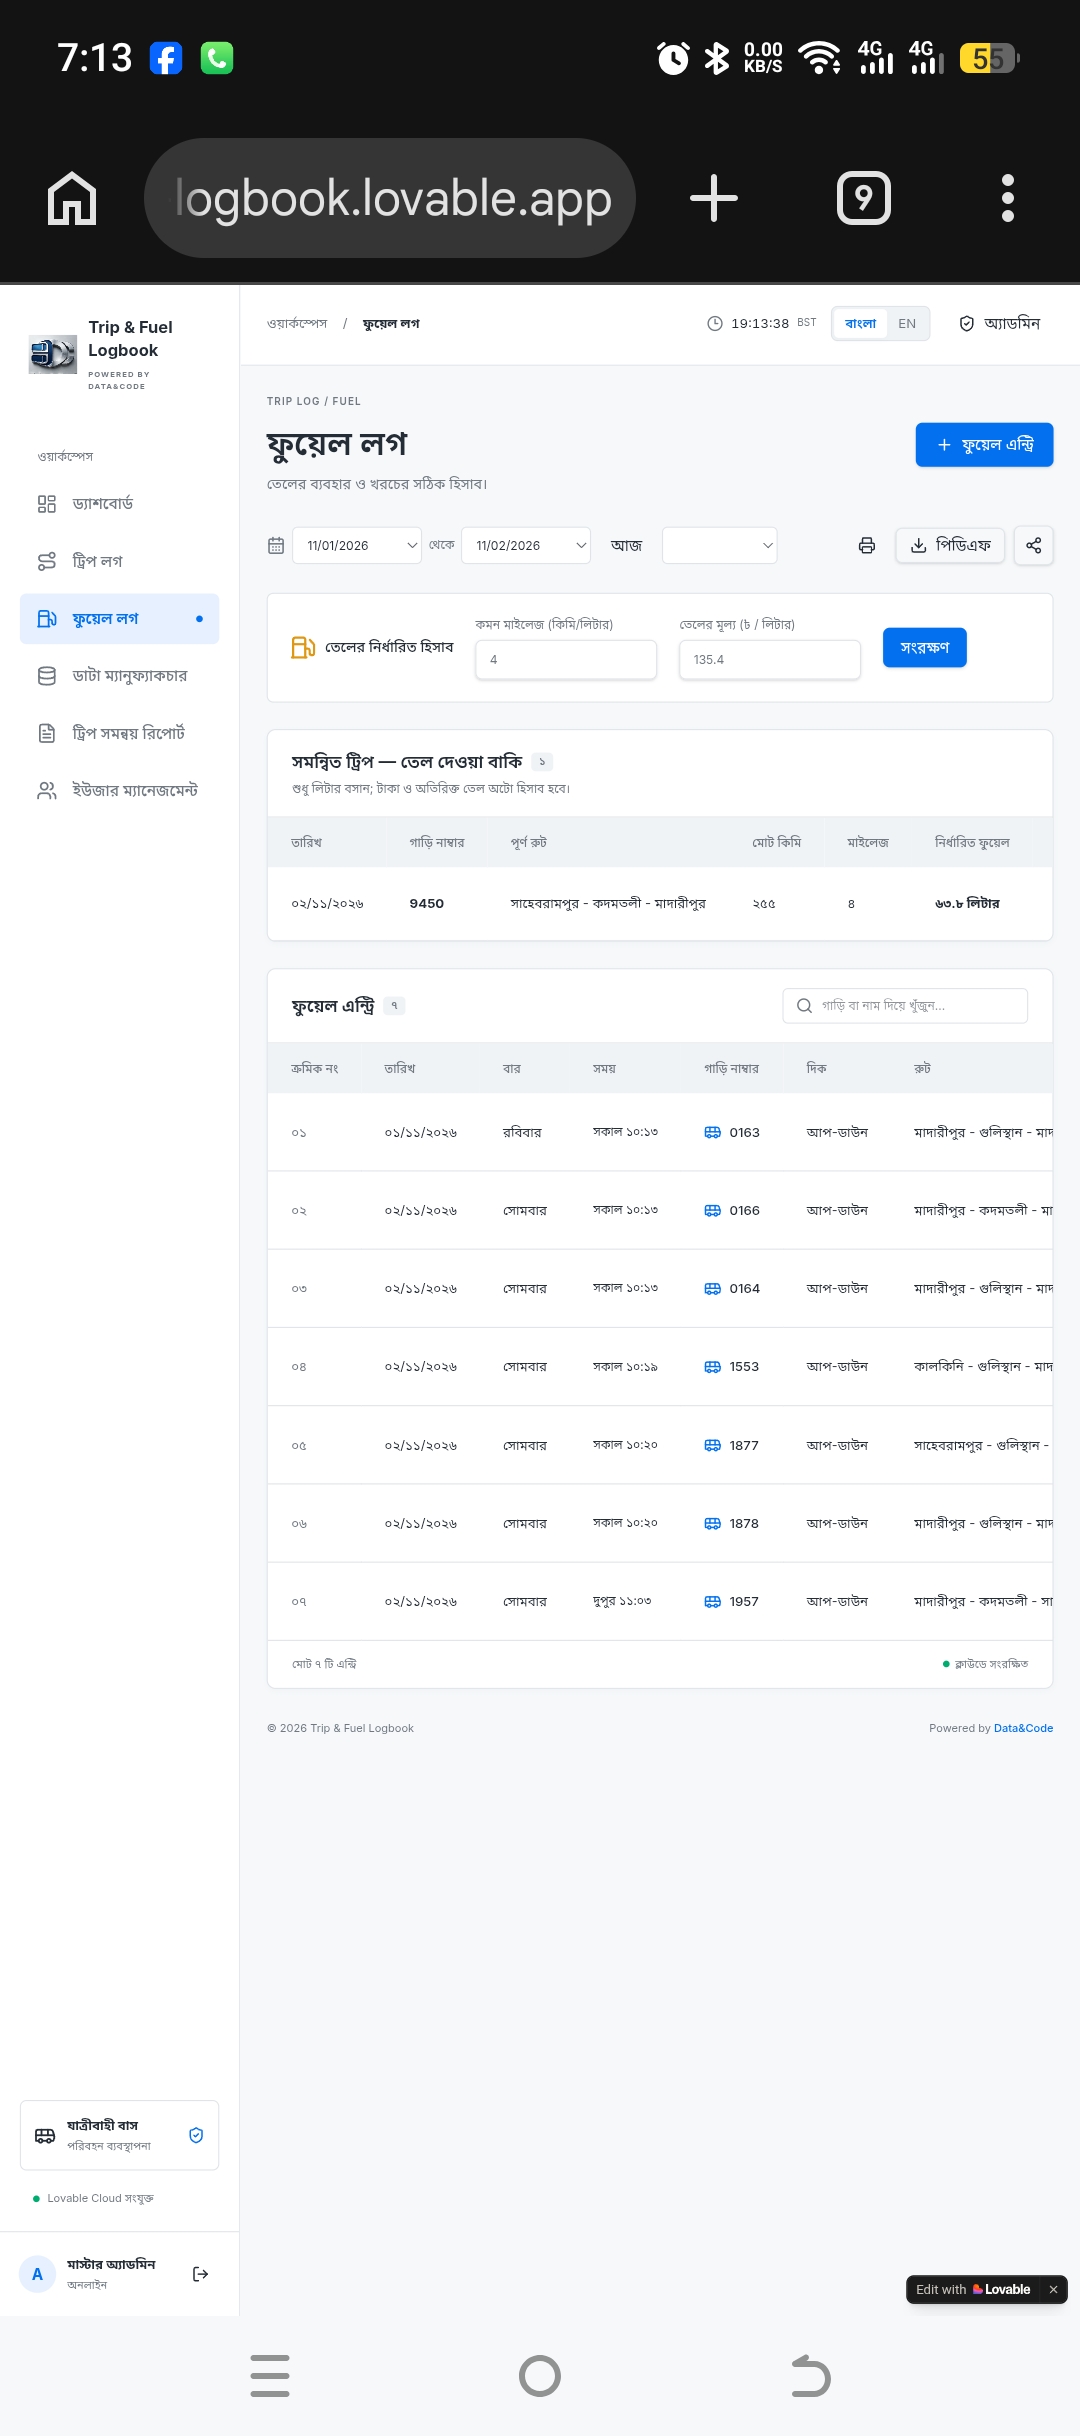 7:13
0.00 KB/S
4G
4G
55
logbook.lovable.app
9
Trip & Fuel
Logbook
POWERED BY
DATA&CODE
ওয়ার্কস্পেস
ড্যাশবোর্ড
ট্রিপ লগ
ফুয়েল লগ
ডাটা ম্যানুফ্যাকচার
ট্রিপ সমন্বয় রিপোর্ট
ইউজার ম্যানেজমেন্ট
ওয়ার্কস্পেস / ফুয়েল লগ
19:13:38 BST
বাংলা EN
অ্যাডমিন
TRIP LOG / FUEL
ফুয়েল লগ
+ ফুয়েল এন্ট্রি
তেলের ব্যবহার ও খরচের সঠিক হিসাব।
11/01/2026 থেকে 11/02/2026 আজ
পিডিএফ
তেলের নির্ধারিত হিসাব
কমন মাইলেজ (কিমি/লিটার)
4
তেলের মূল্য (৳ / লিটার)
135.4
সংরক্ষণ
সমন্বিত ট্রিপ — তেল দেওয়া বাকি ১
শুধু লিটার বসান; টাকা ও অতিরিক্ত তেল অটো হিসাব হবে।
তারিখ গাড়ি নাম্বার পূর্ণ রুট মোট কিমি মাইলেজ নির্ধারিত ফুয়েল
০২/১১/২০২৬ 9450 সাহেবরামপুর - কদমতলী - মাদারীপুর ২৫৫ ৪ ৬৩.৮ লিটার
ফুয়েল এন্ট্রি ৭
গাড়ি বা নাম দিয়ে খুঁজুন...
ক্রমিক নং তারিখ বার সময় গাড়ি নাম্বার দিক রুট
০১ ০১/১১/২০২৬ রবিবার সকাল ১০:১৩ 0163 আপ-ডাউন মাদারীপুর - গুলিস্থান - মাদ
০২ ০২/১১/২০২৬ সোমবার সকাল ১০:১৩ 0166 আপ-ডাউন মাদারীপুর - কদমতলী - মা
০৩ ০২/১১/২০২৬ সোমবার সকাল ১০:১৩ 0164 আপ-ডাউন মাদারীপুর - গুলিস্থান - মাদ
০৪ ০২/১১/২০২৬ সোমবার সকাল ১০:১৯ 1553 আপ-ডাউন কালকিনি - গুলিস্থান - মাদ
০৫ ০২/১১/২০২৬ সোমবার সকাল ১০:২০ 1877 আপ-ডাউন সাহেবরামপুর - গুলিস্থান -
০৬ ০২/১১/২০২৬ সোমবার সকাল ১০:২০ 1878 আপ-ডাউন মাদারীপুর - গুলিস্থান - মাদ
০৭ ০২/১১/২০২৬ সোমবার দুপুর ১১:০৩ 1957 আপ-ডাউন মাদারীপুর - কদমতলী - সা
মোট ৭ টি এন্ট্রি
ক্লাউডে সংরক্ষিত
© 2026 Trip & Fuel Logbook
Powered by Data&Code
যাত্রীবাহী বাস
পরিবহন ব্যবস্থাপনা
Lovable Cloud সংযুক্ত
A
মাস্টার অ্যাডমিন
অনলাইন
Edit with Lovable ×